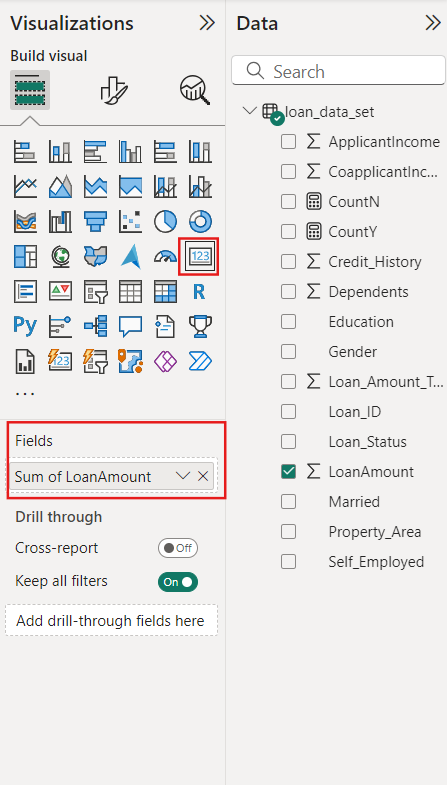 Visualizations
Build visual
123
R
Py
123
...
Fields
Sum of LoanAmount
Drill through
Cross-report
Off
Keep all filters
On
Add drill-through fields here
Data
Search
loan_data_set
ApplicantIncome
CoapplicantInc...
CountN
CountY
Credit_History
Dependents
Education
Gender
Loan_Amount_T...
Loan_ID
Loan_Status
LoanAmount
Married
Property_Area
Self_Employed